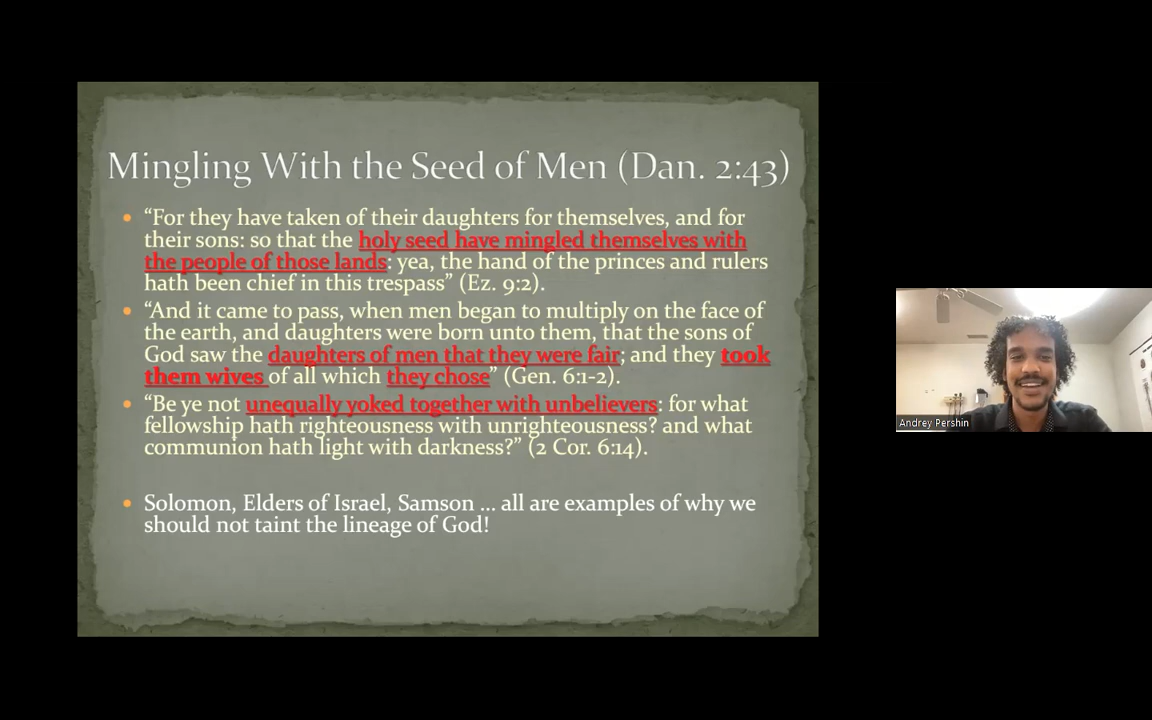 Mingling With the Seed of Men (Dan. 2:43)
• “For they have taken of their daughters for themselves, and for
their sons: so that the holy seed have mingled themselves with
the people of those lands: yea, the hand of the princes and rulers
hath been chief in this trespass” (Ez. 9:2).
• “And it came to pass, when men began to multiply on the face of
the earth, and daughters were born unto them, that the sons of
God saw the daughters of men that they were fair; and they took
them wives of all which they chose” (Gen. 6:1-2).
• “Be ye not unequally yoked together with unbelievers: for what
fellowship hath righteousness with unrighteousness? and what
communion hath light with darkness?” (2 Cor. 6:14).
• Solomon, Elders of Israel, Samson ... all are examples of why we
should not taint the lineage of God!
Andrey Pershin